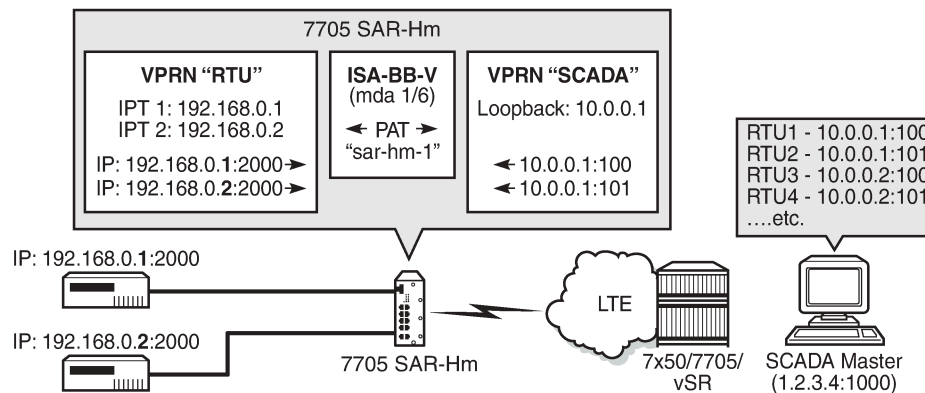 7705 SAR-Hm
VPRN “RTU”
IPT 1: 192.168.0.1
IPT 2: 192.168.0.2
IP: 192.168.0.1:2000
IP: 192.168.0.2:2000
ISA-BB-V
(mda 1/6)
PAT
“sar-hm-1”
VPRN “SCADA”
Loopback: 10.0.0.1
10.0.0.1:100
10.0.0.1:101
RTU1 - 10.0.0.1:100
RTU2 - 10.0.0.1:101
RTU3 - 10.0.0.2:100
RTU4 - 10.0.0.2:101
....etc.
IP: 192.168.0.1:2000
IP: 192.168.0.2:2000
7705 SAR-Hm
LTE
7x50/7705/
vSR
SCADA Master
(1.2.3.4:1000)